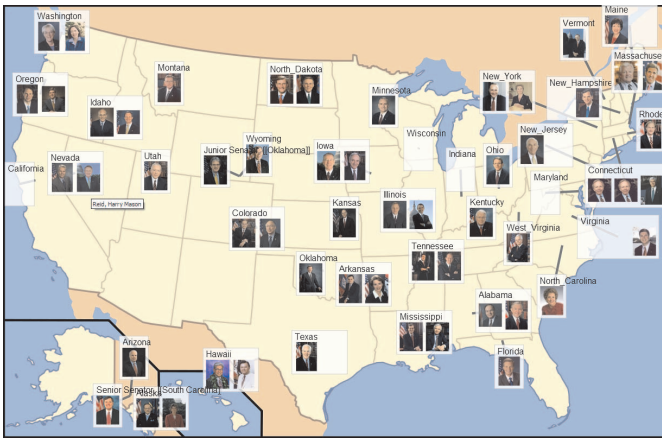 Washington
Maine
Vermont
Massachuse
Oregon
Montana
North_Dakota
Minnesota
New_York
New_Hampshire
Idaho
Rhode
Wisconsin
New_Jersey
Wyoming
Junior Sena [[Oklahoma]]
Iowa
Indiana
Ohio
Nevada
Utah
California
Maryland
Connecticut
Reid, Harry Mason
Colorado
Kansas
Illinois
Kentucky
Virginia
West_Virginia
Tennessee
Oklahoma
Arkansas
North_Carolina
Alabama
Mississippi
Texas
Florida
Arizona
Hawaii
Senior Senator, [[South Carolina]]